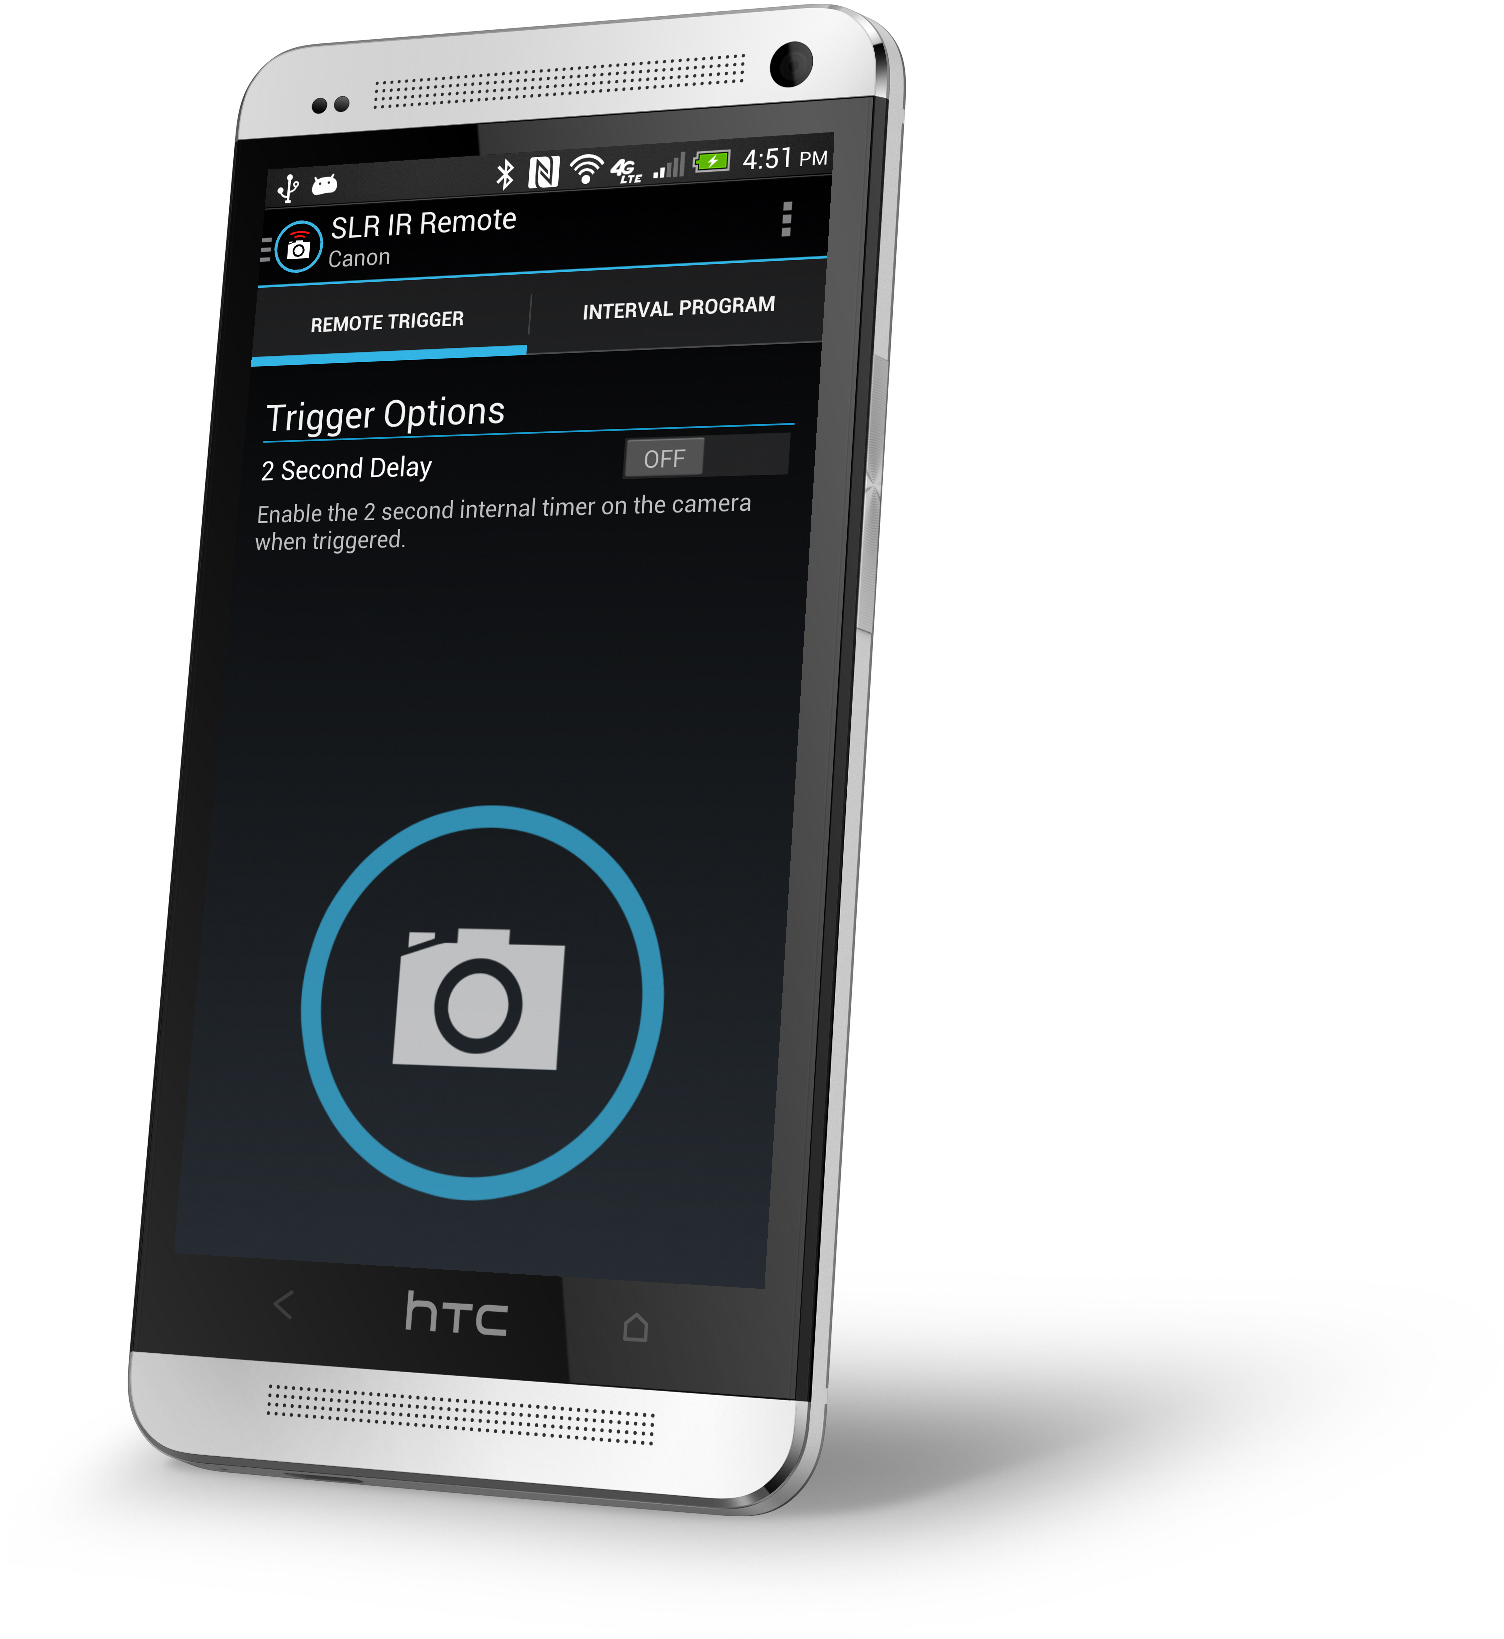 4G LTE 4:51 PM
SLR IR Remote
Canon
REMOTE TRIGGER INTERVAL PROGRAM
Trigger Options
2 Second Delay OFF
Enable the 2 second internal timer on the camera
when triggered.
hTC